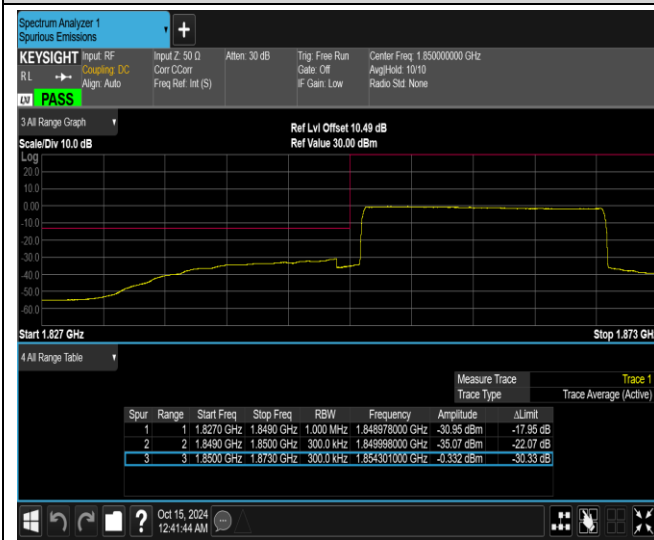 Spectrum Analyzer 1
Spurious Emissions
+
KEYSIGHT Input: RF Input Z: 50 Ω Atten: 30 dB Trig: Free Run Center Freq: 1.850000000 GHz
R L Coupling: DC Corr CCorr Gate: Off Avg|Hold: 10/10
Align: Auto Freq Ref: Int (S) IF Gain: Low Radio Std: None
LXI PASS
3 All Range Graph Ref Lvl Offset 10.49 dB
Scale/Div 10.0 dB Ref Value 30.00 dBm
Log
20.0
10.0
0.00
-10.0
-20.0
-30.0
-40.0
-50.0
-60.0
Start 1.827 GHz Stop 1.873 GH
4 All Range Table
Measure Trace Trace 1
Trace Type Trace Average (Active)
Spur Range Start Freq Stop Freq RBW Frequency Amplitude ΔLimit
1 1 1.8270 GHz 1.8490 GHz 1.000 MHz 1.848978000 GHz -30.95 dBm -17.95 dB
2 2 1.8490 GHz 1.8500 GHz 300.0 kHz 1.849998000 GHz -35.07 dBm -22.07 dB
3 3 1.8500 GHz 1.8730 GHz 300.0 kHz 1.854301000 GHz -0.332 dBm -30.33 dB
? Oct 15, 2024
12:41:44 AM